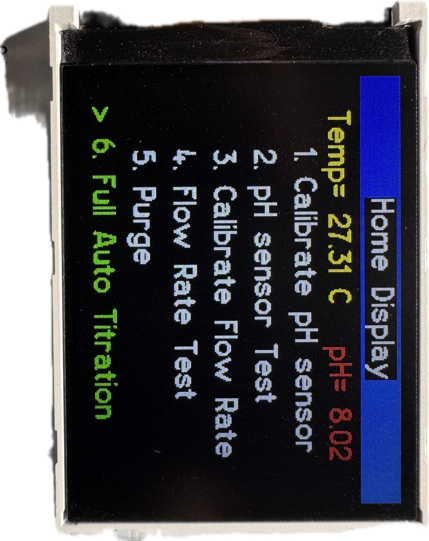 Home Display
Temp= 27.31 C pH= 8.02
1. Calibrate pH sensor
2. pH sensor Test
3. Calibrate Flow Rate
4. Flow Rate Test
5. Purge
> 6. Full Auto Titration